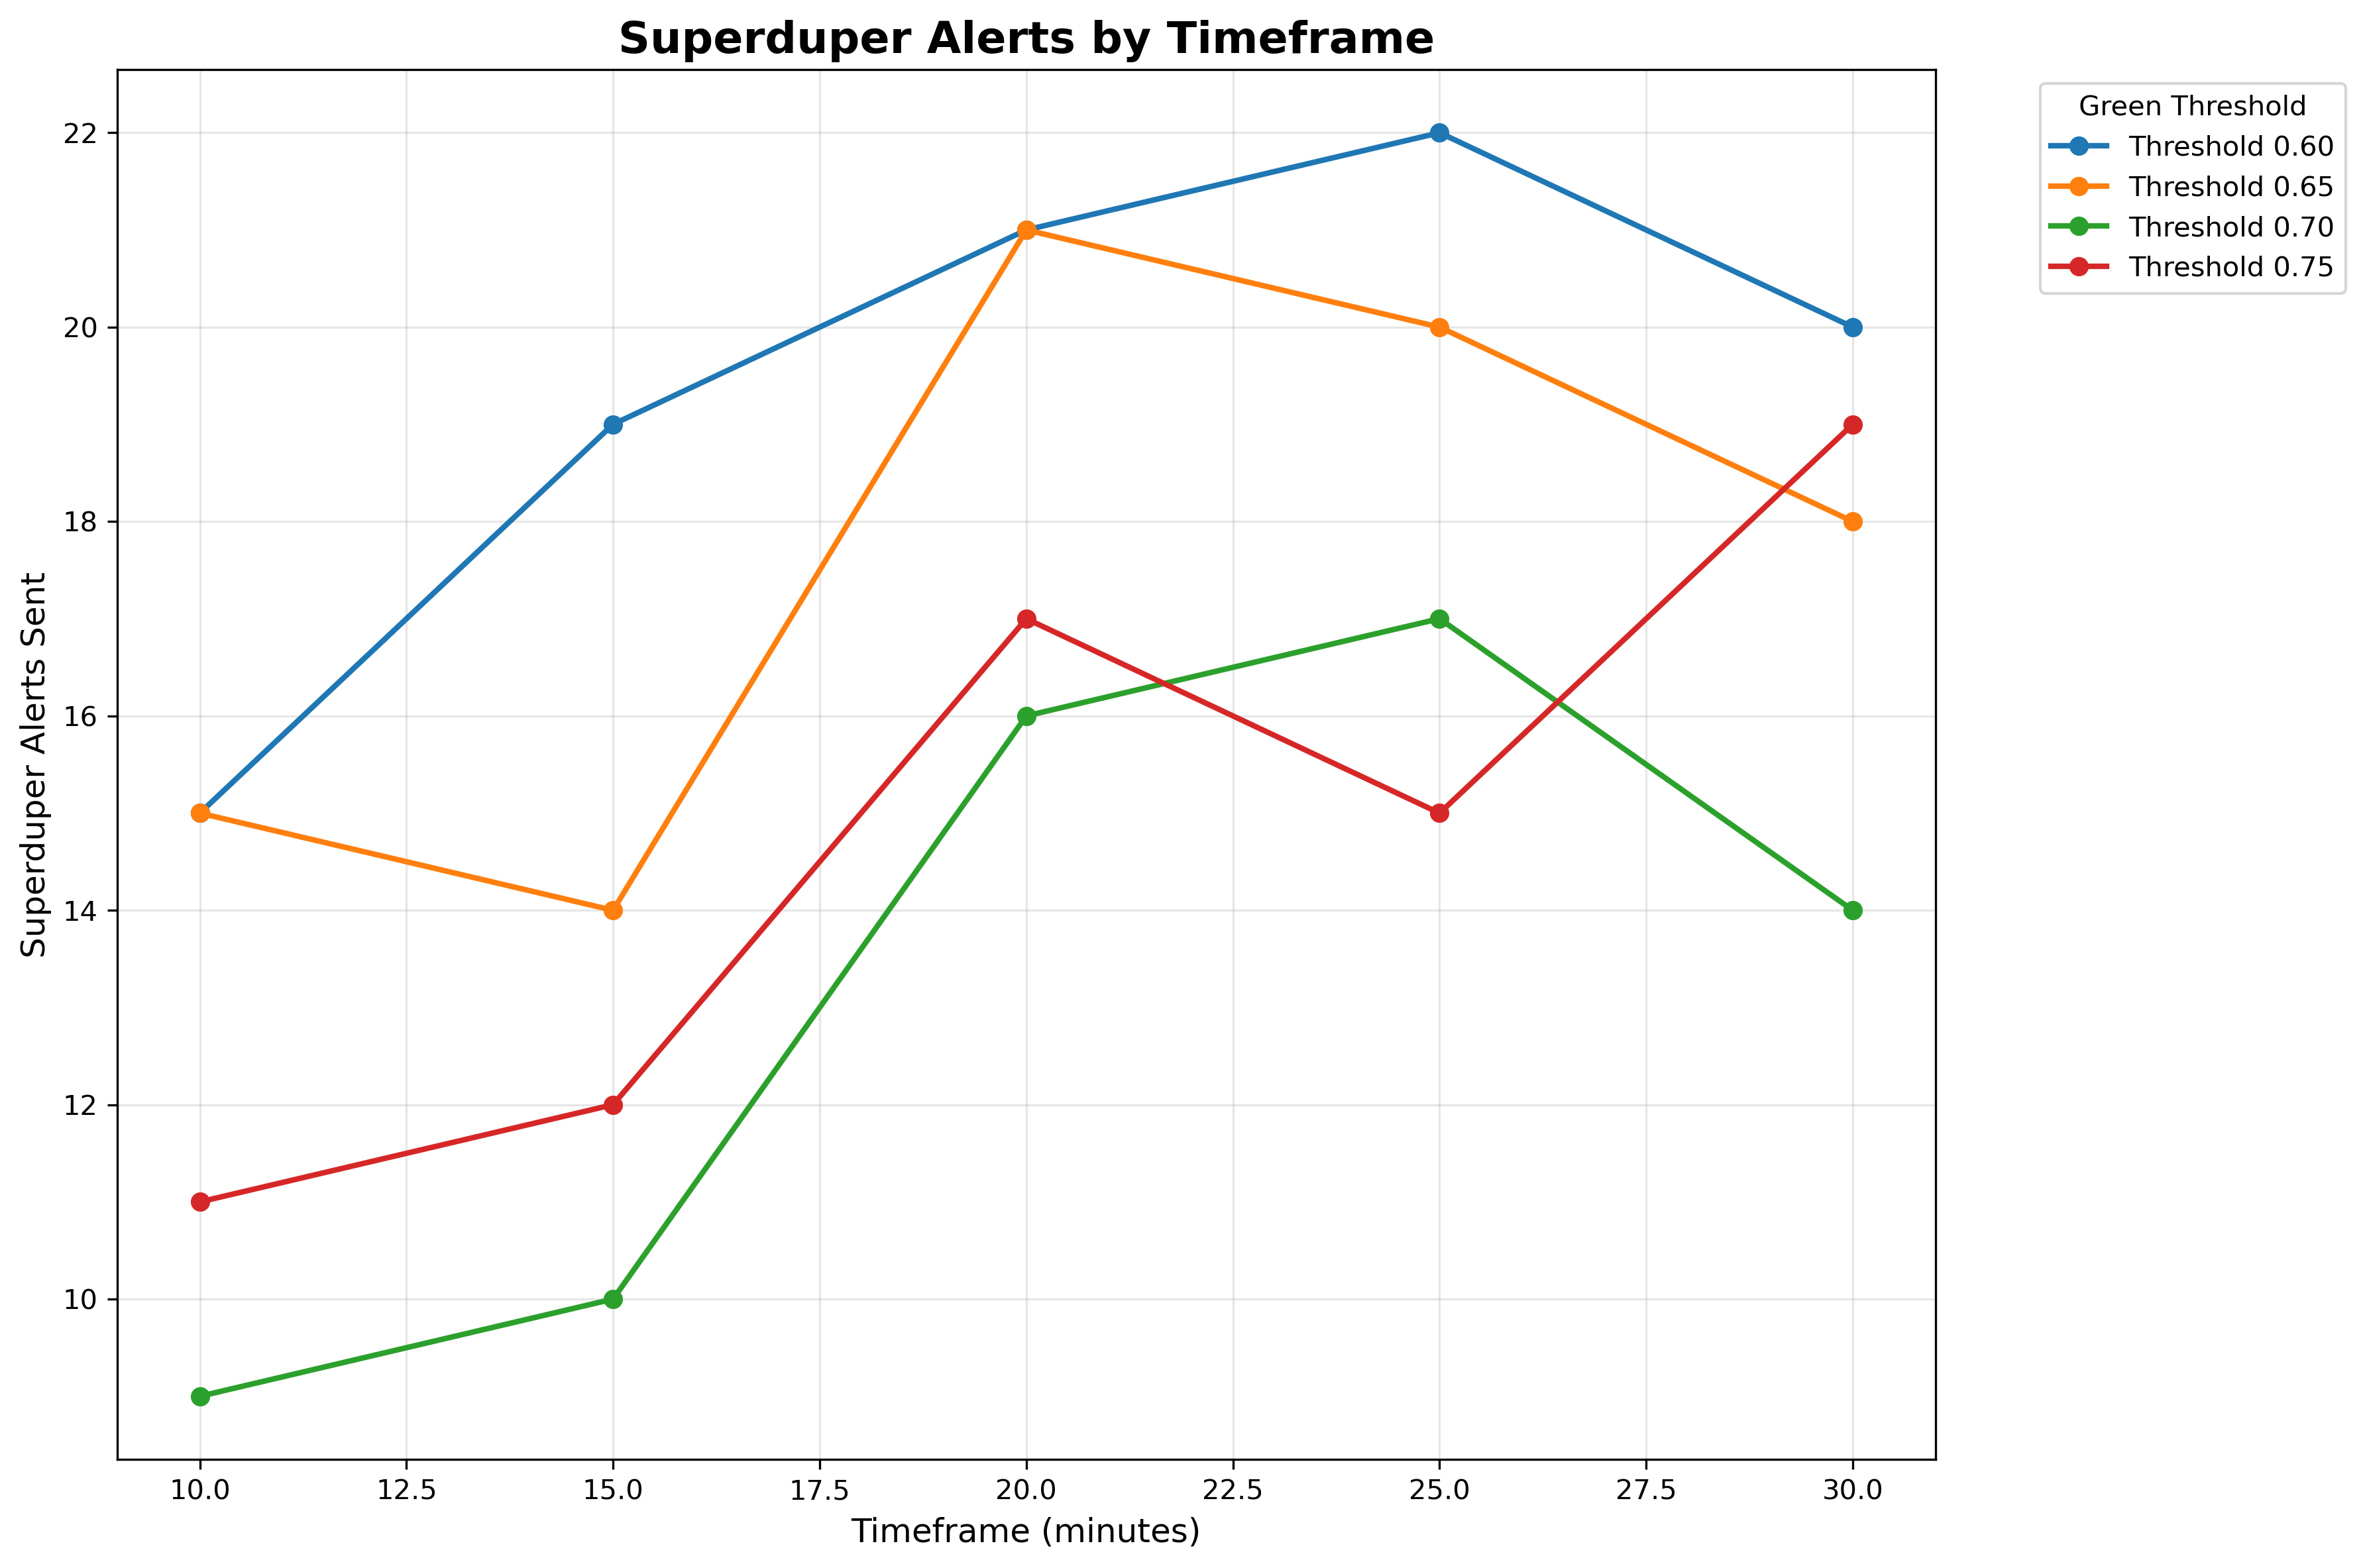 Superduper Alerts by Timeframe
Superduper Alerts Sent
22
20
18
16
14
12
10
10.0 12.5 15.0 17.5 20.0 22.5 25.0 27.5 30.0
Timeframe (minutes)
Green Threshold
Threshold 0.60
Threshold 0.65
Threshold 0.70
Threshold 0.75